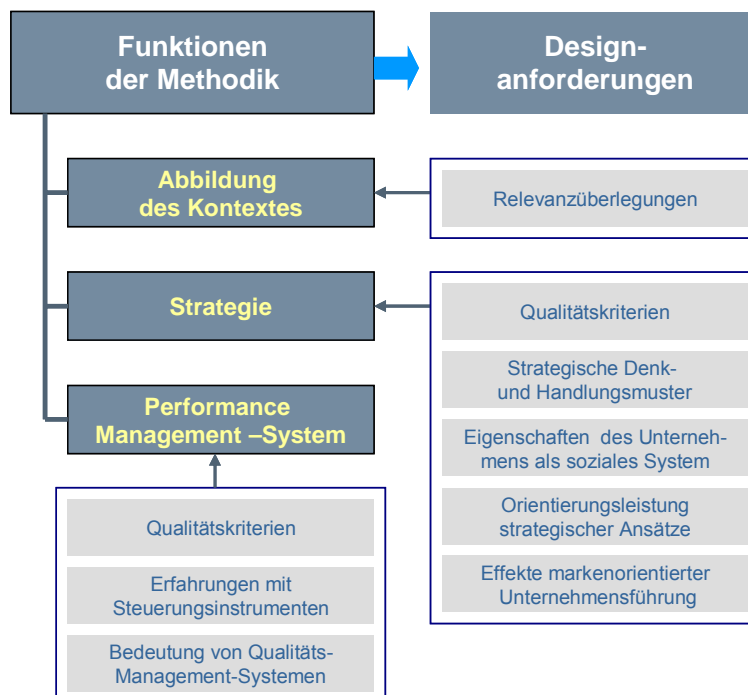 Funktionen
der Methodik
Design-
anforderungen
Abbildung
des Kontextes
Relevanzüberlegungen
Strategie
Qualitätskriterien
Strategische Denk-
und Handlungsmuster
Eigenschaften des Unterneh-
mens als soziales System
Orientierungsleistung
strategischer Ansätze
Effekte markenorientierter
Unternehmensführung
Performance
Management –System
Qualitätskriterien
Erfahrungen mit
Steuerungsinstrumenten
Bedeutung von Qualitäts-
Management-Systemen